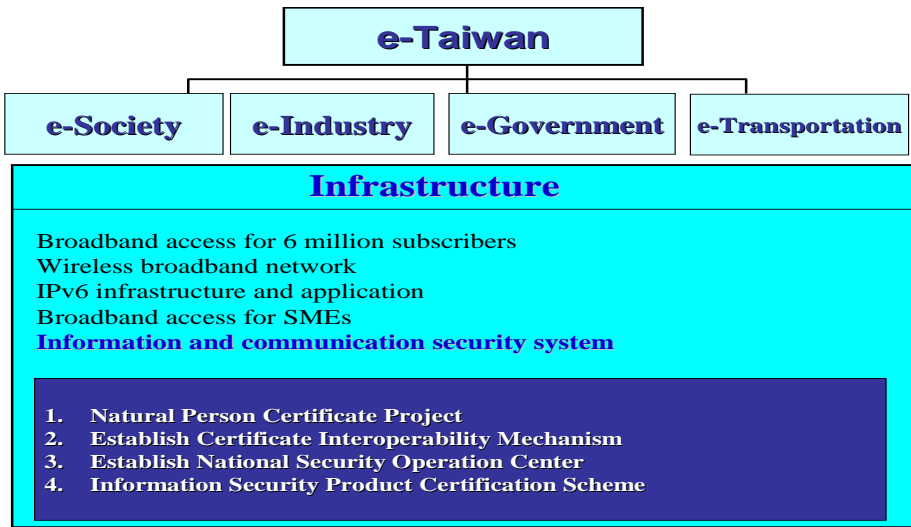 e-Taiwan
e-Society
e-Industry
e-Government
e-Transportation
Infrastructure
Broadband access for 6 million subscribers
Wireless broadband network
IPv6 infrastructure and application
Broadband access for SMEs
Information and communication security system
1. Natural Person Certificate Project
2. Establish Certificate Interoperability Mechanism
3. Establish National Security Operation Center
4. Information Security Product Certification Scheme